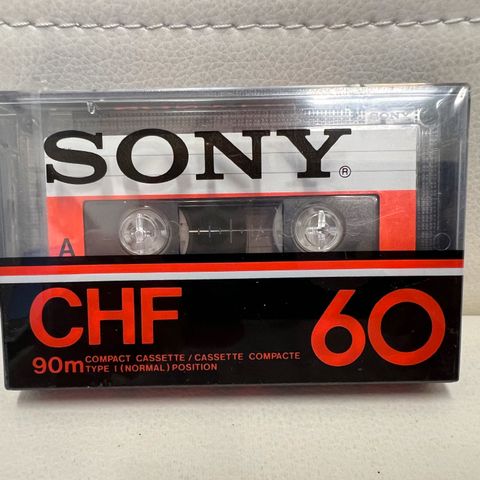 SONY®
A
CHF 60
90m COMPACT CASSETTE / CASSETTE COMPACTE
TYPE I (NORMAL) POSITION